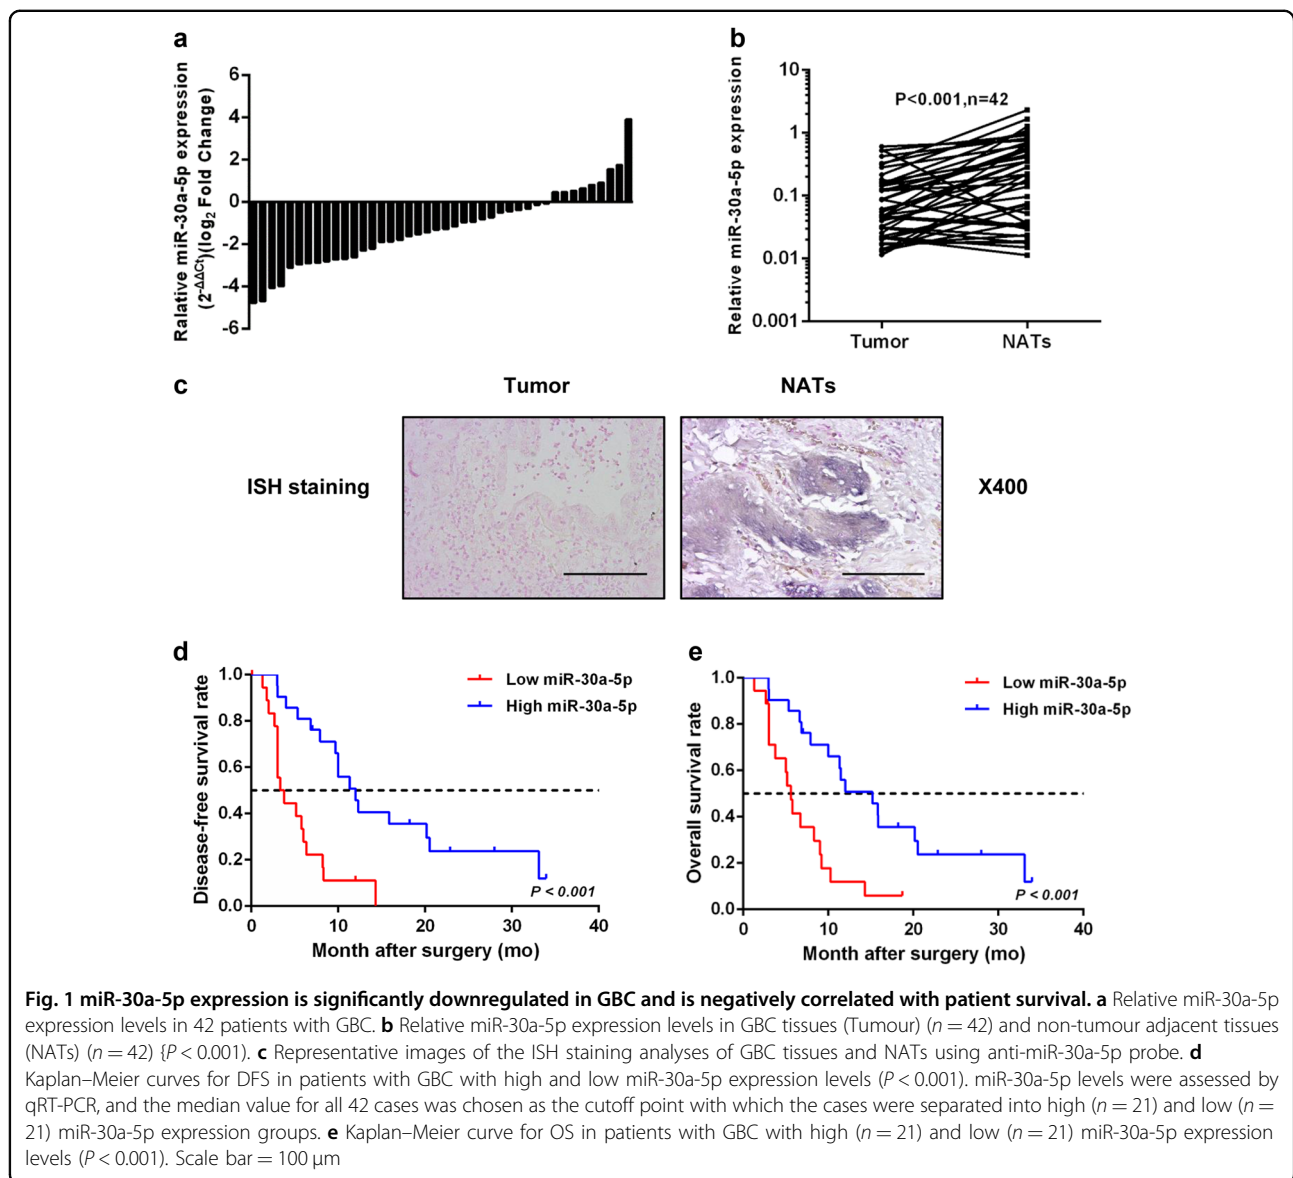 a
Ralative miR-30a-5p expression
(2-ΔΔCt)(log2 Fold Change)
6
4
2
0
-2
-4
-6
b
Relative miR-30a-5p expression
10
1
0.1
0.01
0.001
P<0.001,n=42
Tumor NATs
c
Tumor NATs
ISH staining
X400
d
Disease-free survival rate
1.0
0.8
0.6
0.4
0.2
0.0
Low miR-30a-5p
High miR-30a-5p
P < 0.001
0 10 20 30 40
Month after surgery (mo)
e
Overall survival rate
1.0
0.8
0.6
0.4
0.2
0.0
Low miR-30a-5p
High miR-30a-5p
P < 0.001
0 10 20 30 40
Month after surgery (mo)
Fig. 1 miR-30a-5p expression is significantly downregulated in GBC and is negatively correlated with patient survival. a Relative miR-30a-5p
expression levels in 42 patients with GBC. b Relative miR-30a-5p expression levels in GBC tissues (Tumour) (n = 42) and non-tumour adjacent tissues
(NATs) (n = 42) {P < 0.001). c Representative images of the ISH staining analyses of GBC tissues and NATs using anti-miR-30a-5p probe. d
Kaplan–Meier curves for DFS in patients with GBC with high and low miR-30a-5p expression levels (P < 0.001). miR-30a-5p levels were assessed by
qRT-PCR, and the median value for all 42 cases was chosen as the cutoff point with which the cases were separated into high (n = 21) and low (n =
21) miR-30a-5p expression groups. e Kaplan–Meier curve for OS in patients with GBC with high (n = 21) and low (n = 21) miR-30a-5p expression
levels (P < 0.001). Scale bar = 100 μm